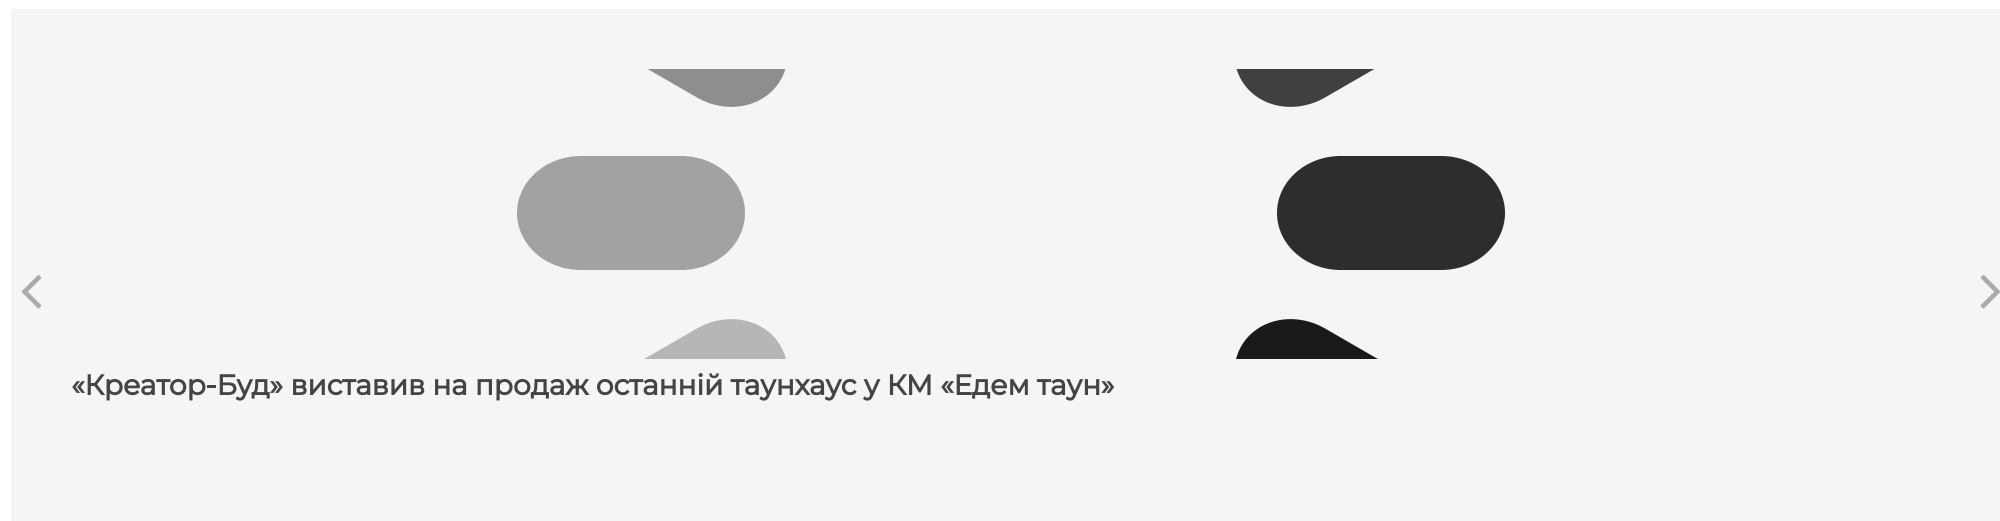 «Креатор-Буд» виставив на продаж останній таунхаус у КМ «Едем таун»